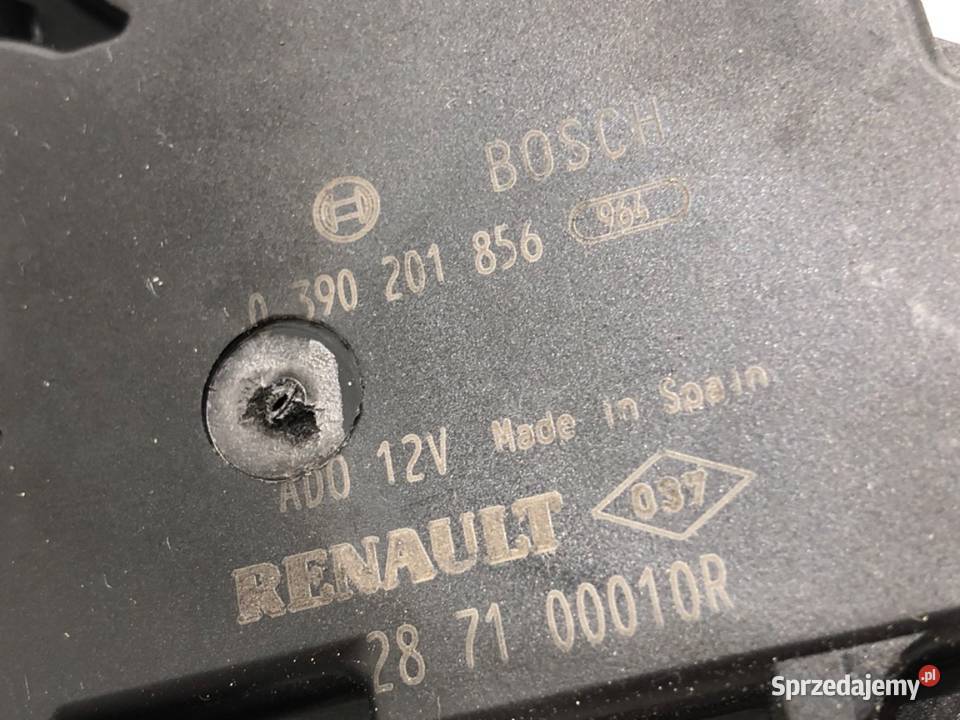 BOSCH
0 390 201 856 964
ADO 12V Made in Spain
RENAULT 037
28 71 00010R
Sprzedajemy.pl